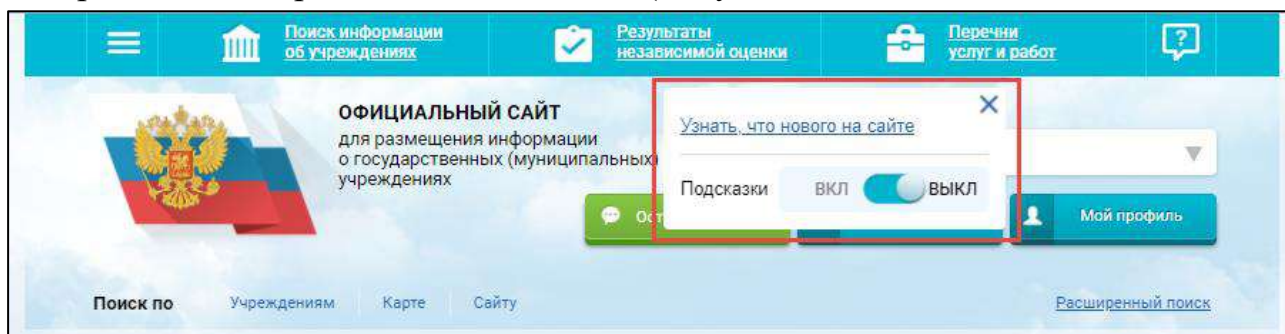 Поиск информации
об учреждениях
Результаты
независимой оценки
Перечни
услуг и работ
?
ОФИЦИАЛЬНЫЙ САЙТ
для размещения информации
о государственных (муниципальных)
учреждениях
Узнать, что нового на сайте
Подсказки ВКЛ ВЫКЛ
Мой профиль
Поиск по Учреждениям Карте Сайту Расширенный поиск